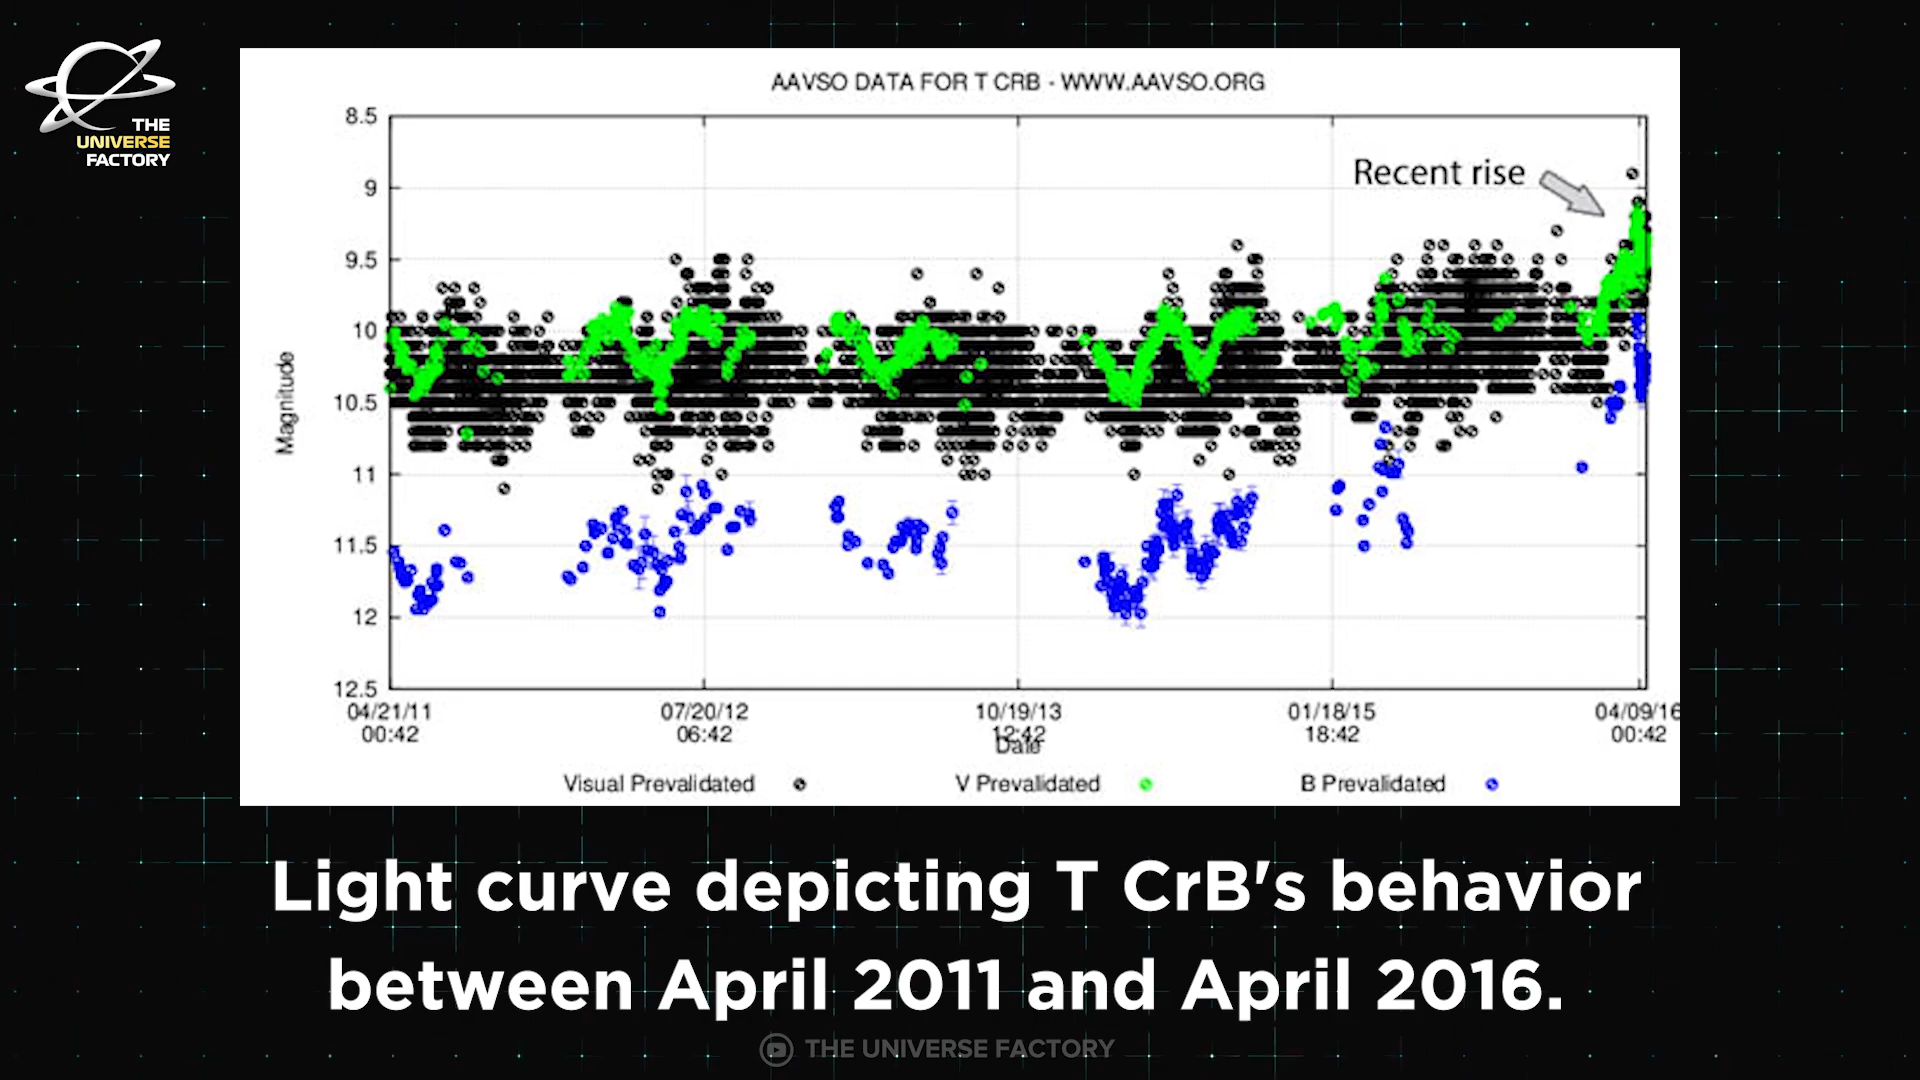 THE
UNIVERSE
FACTORY
AAVSO DATA FOR T CRB - WWW.AAVSO.ORG
8.5
9
9.5
10
10.5
11
11.5
12
12.5
Magnitude
Recent rise
04/21/11
00:42
07/20/12
06:42
10/19/13
12:42
01/18/15
18:42
04/09/16
00:42
Date
Visual Prevalidated
V Prevalidated
B Prevalidated
Light curve depicting T CrB's behavior
between April 2011 and April 2016.
THE UNIVERSE FACTORY